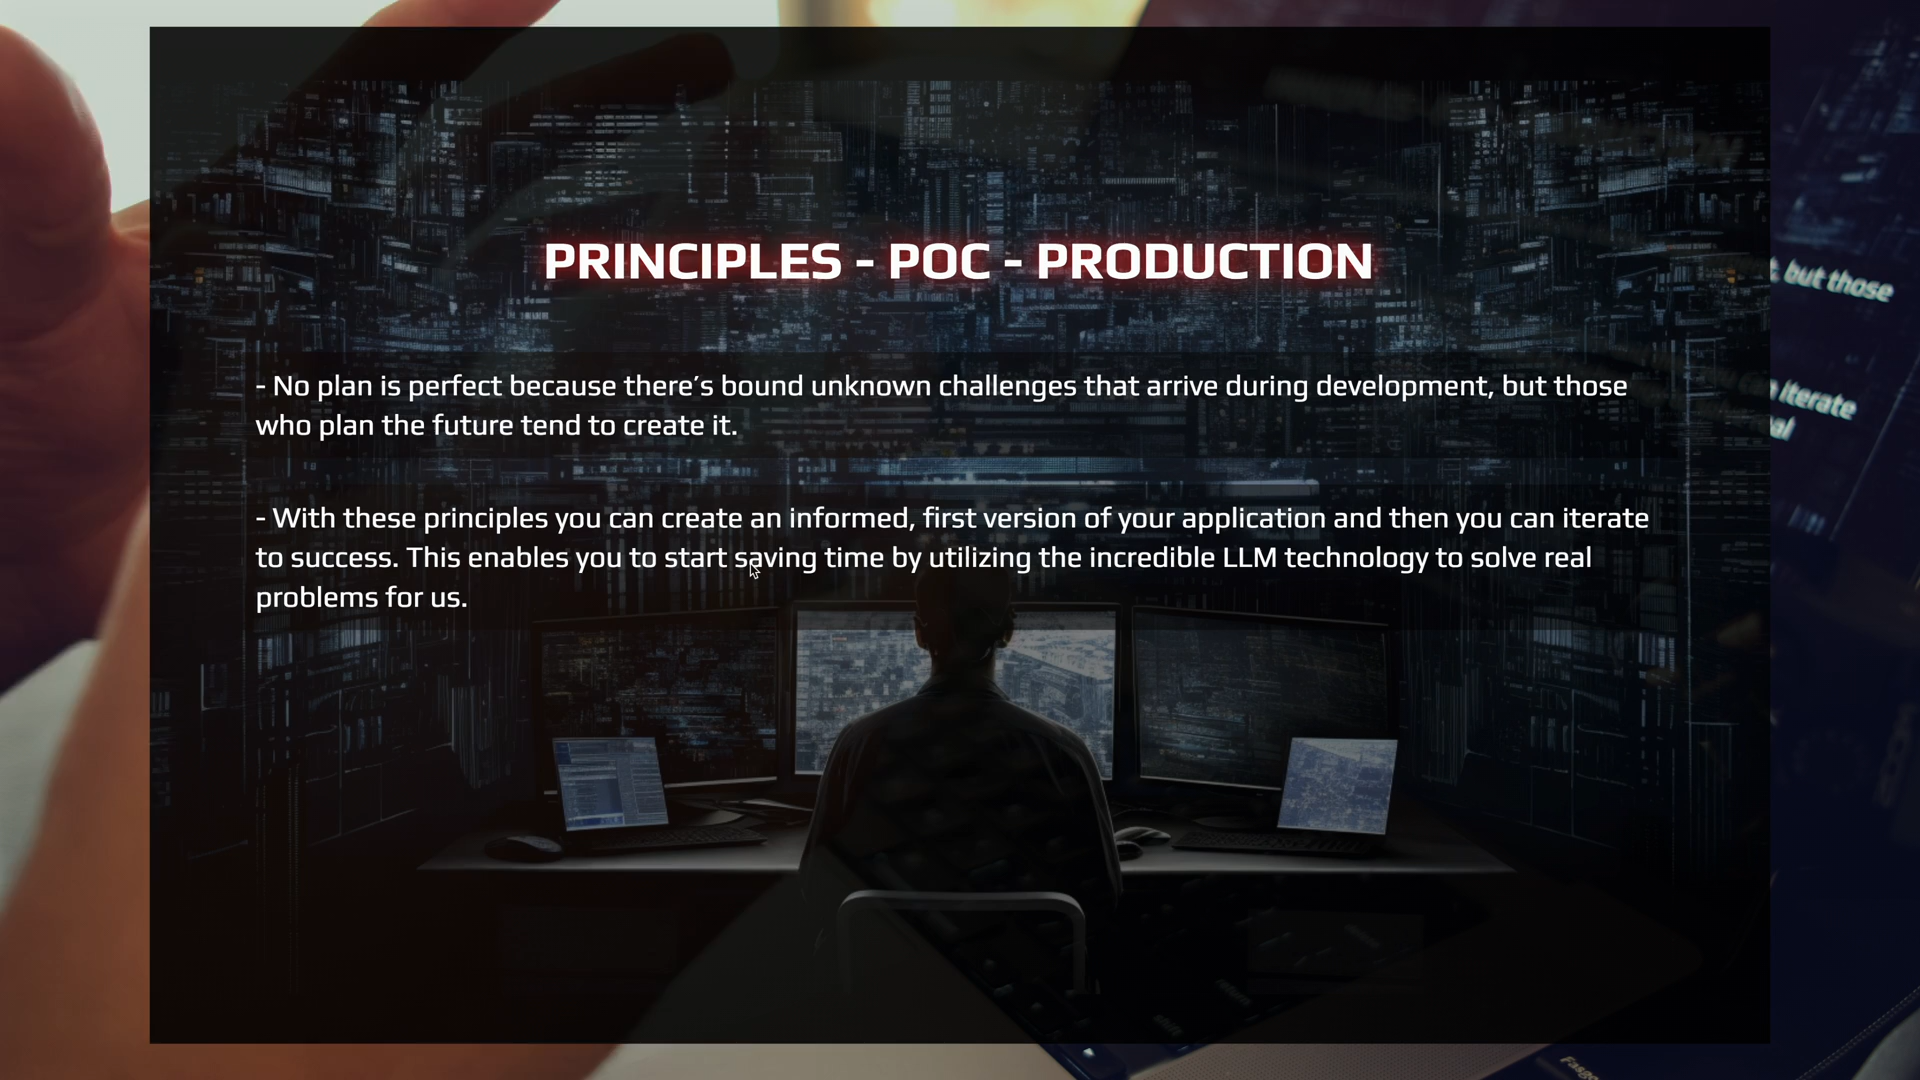 PRINCIPLES - POC - PRODUCTION
- No plan is perfect because there's bound unknown challenges that arrive during development, but those
who plan the future tend to create it.
- With these principles you can create an informed, first version of your application and then you can iterate
to success. This enables you to start saving time by utilizing the incredible LLM technology to solve real
problems for us.
but those
iterate